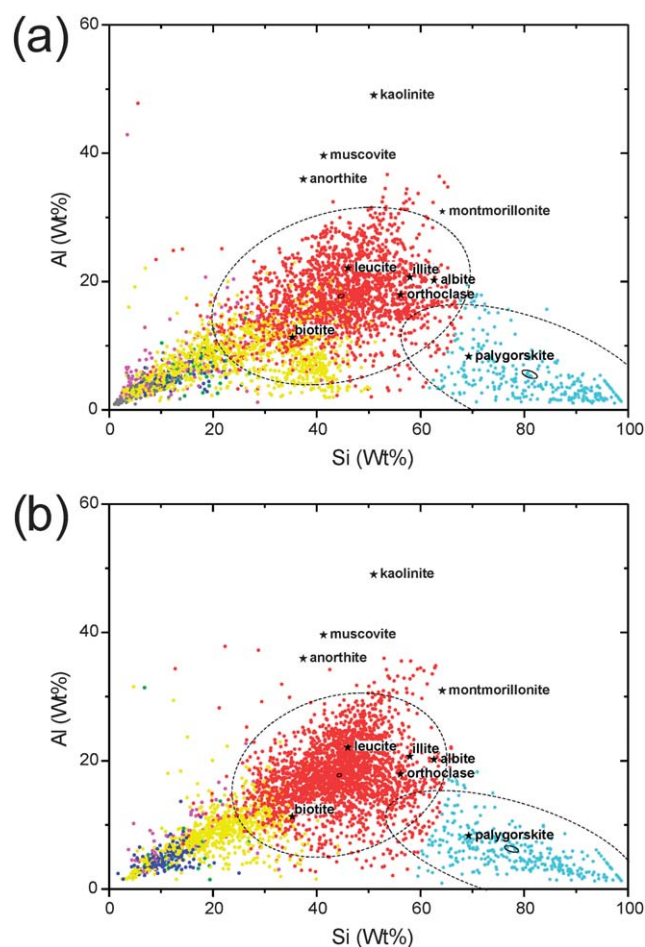 (a)
60
kaolinite
40
muscovite
anorthite
montmorillonite
Al (Wt%)
leucite
illite
albite
20
orthoclase
biotite
palygorskite
0
0 20 40 60 80 100
Si (Wt%)
(b)
60
kaolinite
40
muscovite
anorthite
montmorillonite
Al (Wt%)
leucite
illite
albite
20
orthoclase
biotite
palygorskite
0
0 20 40 60 80 100
Si (Wt%)